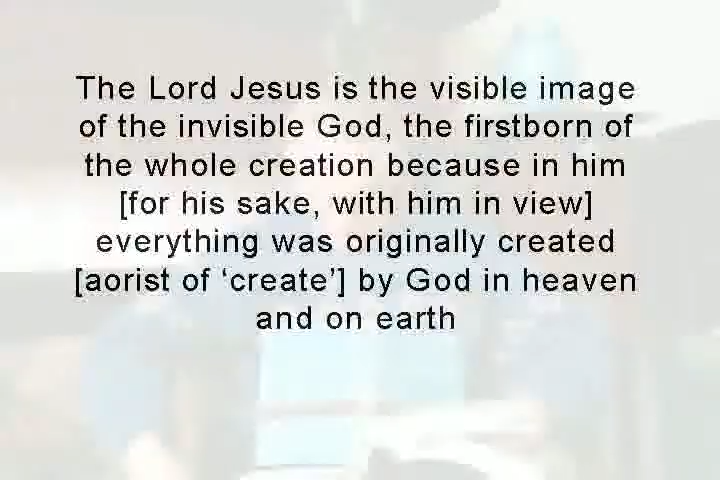 The Lord Jesus is the visible image
of the invisible God, the firstborn of
the whole creation because in him
[for his sake, with him in view]
everything was originally created
[aorist of ‘create’] by God in heaven
and on earth